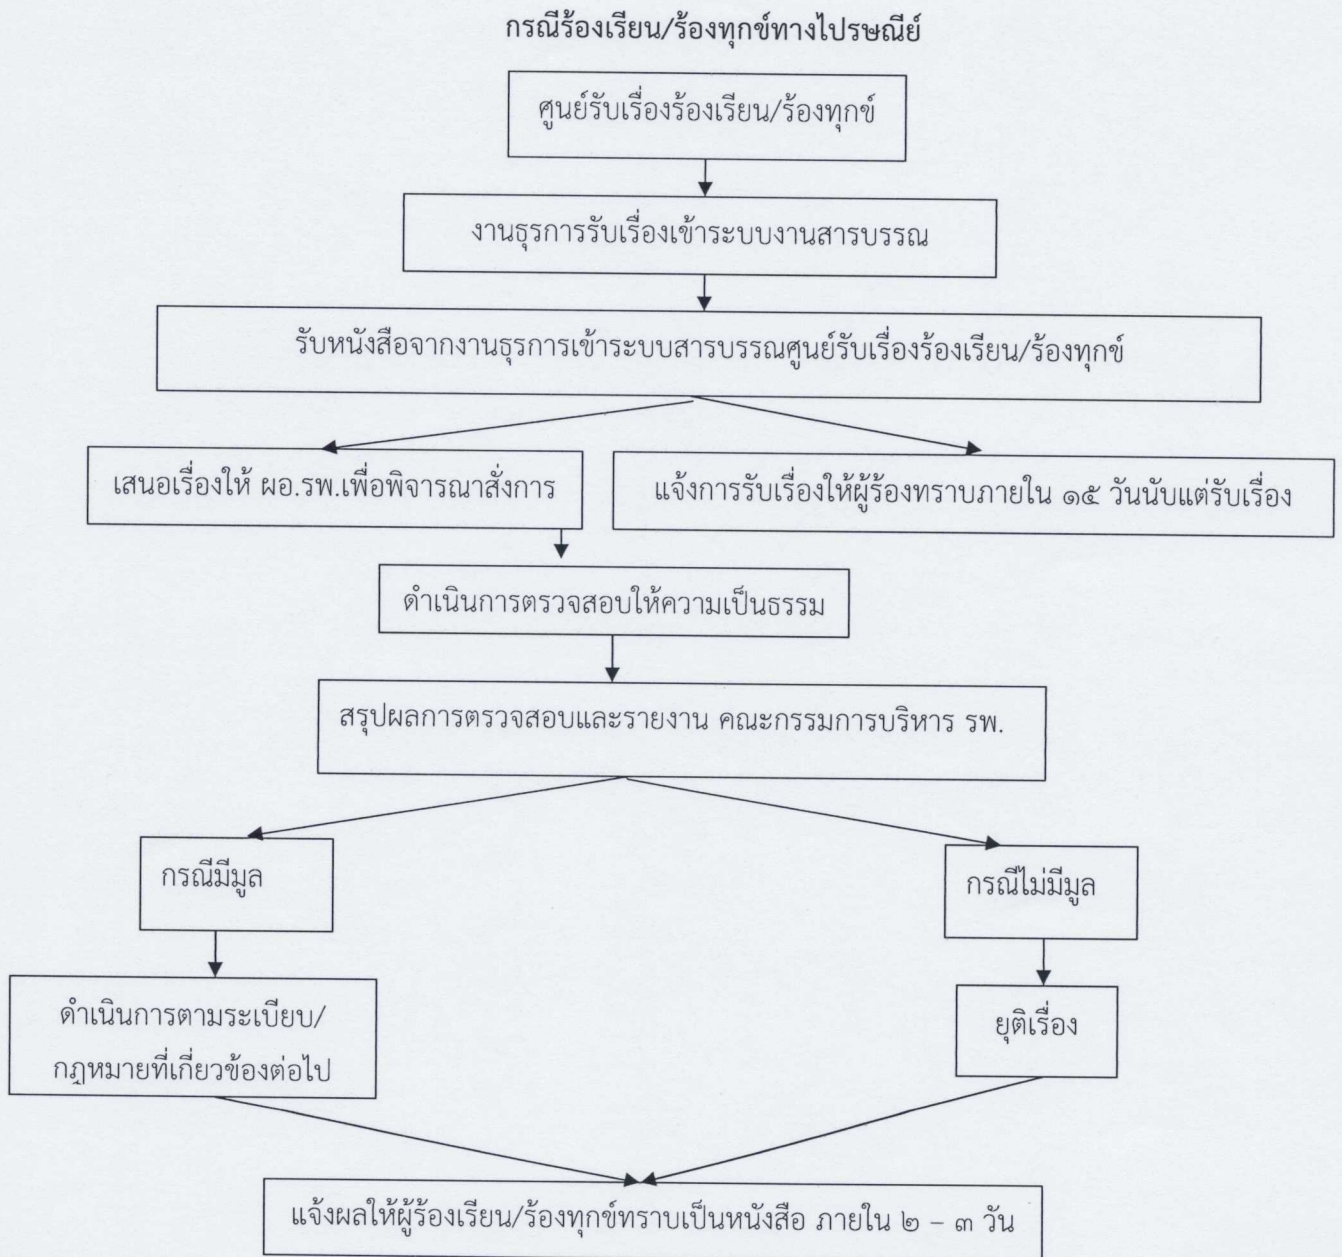 กรณีร้องเรียน/ร้องทุกข์ทางไปรษณีย์
ศูนย์รับเรื่องร้องเรียน/ร้องทุกข์
งานธุรการรับเรื่องเข้าระบบงานสารบรรณ
รับหนังสือจากงานธุรการเข้าระบบสารบรรณศูนย์รับเรื่องร้องเรียน/ร้องทุกข์
เสนอเรื่องให้ ผอ.รพ.เพื่อพิจารณาสั่งการ
แจ้งการรับเรื่องให้ผู้ร้องทราบภายใน ๑๕ วันนับแต่รับเรื่อง
ดำเนินการตรวจสอบให้ความเป็นธรรม
สรุปผลการตรวจสอบและรายงาน คณะกรรมการบริหาร รพ.
กรณีมีมูล
กรณีไม่มีมูล
ดำเนินการตามระเบียบ/
กฎหมายที่เกี่ยวข้องต่อไป
ยุติเรื่อง
แจ้งผลให้ผู้ร้องเรียน/ร้องทุกข์ทราบเป็นหนังสือ ภายใน ๒ – ๓ วัน